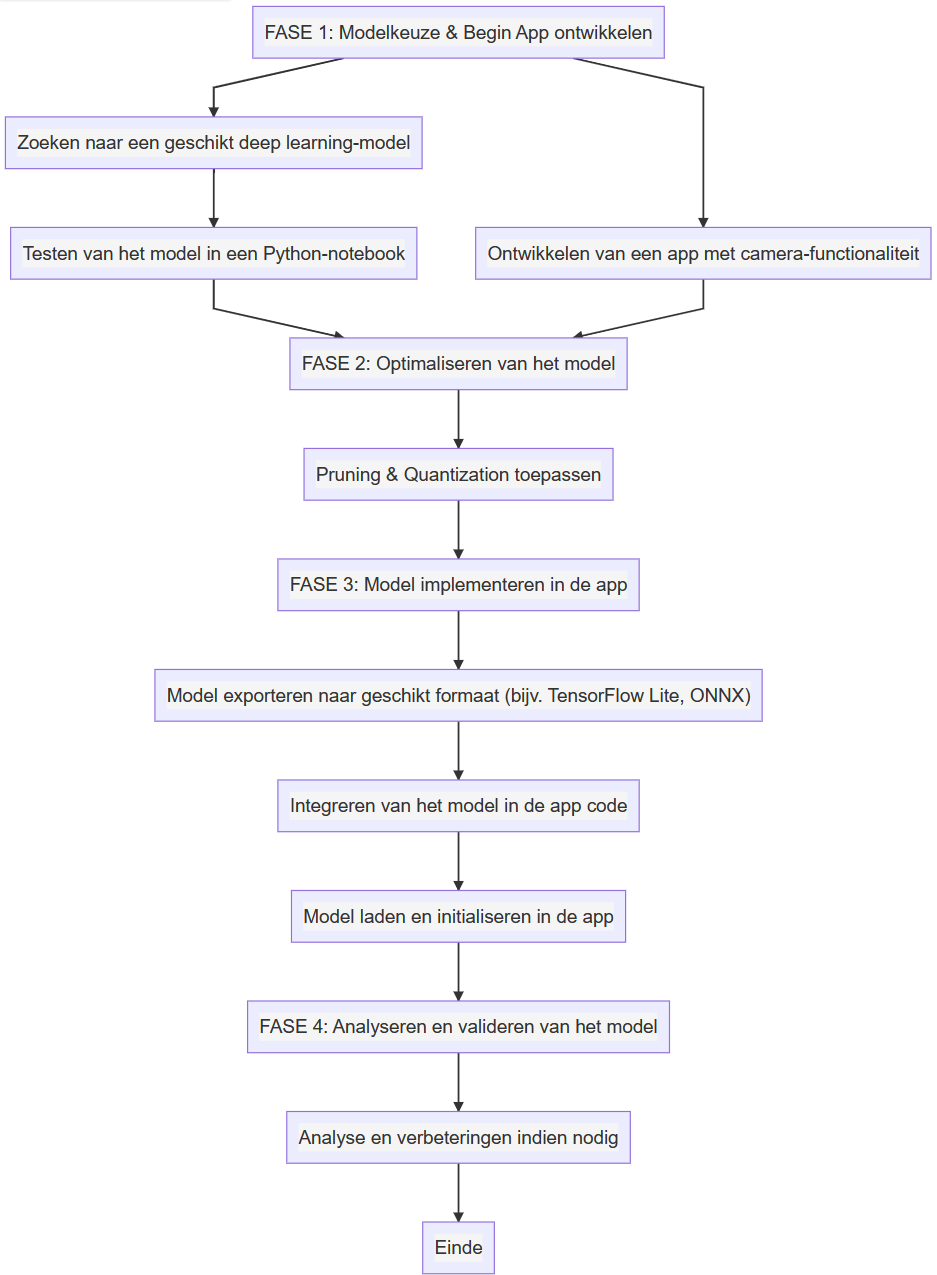 FASE 1: Modelkeuze & Begin App ontwikkelen
Zoeken naar een geschikt deep learning-model
Testen van het model in een Python-notebook
Ontwikkelen van een app met camera-functionaliteit
FASE 2: Optimaliseren van het model
Pruning & Quantization toepassen
FASE 3: Model implementeren in de app
Model exporteren naar geschikt formaat (bijv. TensorFlow Lite, ONNX)
Integreren van het model in de app code
Model laden en initialiseren in de app
FASE 4: Analyseren en valideren van het model
Analyse en verbeteringen indien nodig
Einde